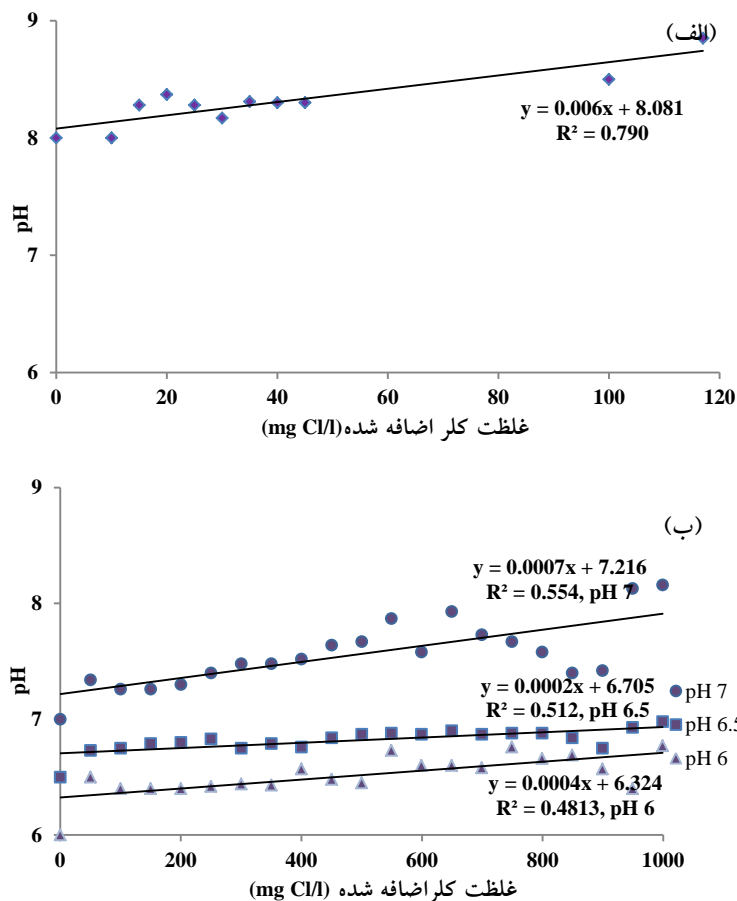 (الف)
9
8
7
6
pH
y = 0.006x + 8.081
R² = 0.790
0 20 40 60 80 100 120
غلظت کلر اضافه شده(mg Cl/l)
(ب)
9
8
7
6
pH
y = 0.0007x + 7.216
R² = 0.554, pH 7
y = 0.0002x + 6.705
R² = 0.512, pH 6.5
y = 0.0004x + 6.324
R² = 0.4813, pH 6
pH 7
pH 6.5
pH 6
0 200 400 600 800 1000
غلظت کلراضافه شده (mg Cl/l)